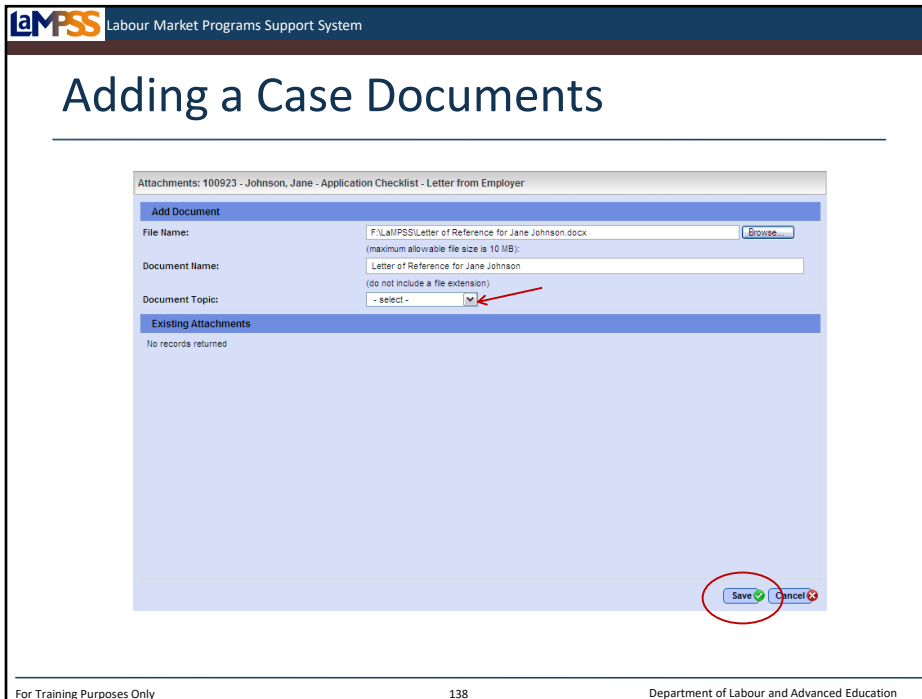 LaMPSS Labour Market Programs Support System
Adding a Case Documents
Attachments: 100923 - Johnson, Jane - Application Checklist - Letter from Employer
Add Document
File Name: F:\LaMPSS\Letter of Reference for Jane Johnson.docx Browse...
(maximum allowable file size is 10 MB):
Document Name: Letter of Reference for Jane Johnson
(do not include a file extension)
Document Topic: - select -
Existing Attachments
No records returned
Save Cancel
For Training Purposes Only 138 Department of Labour and Advanced Education